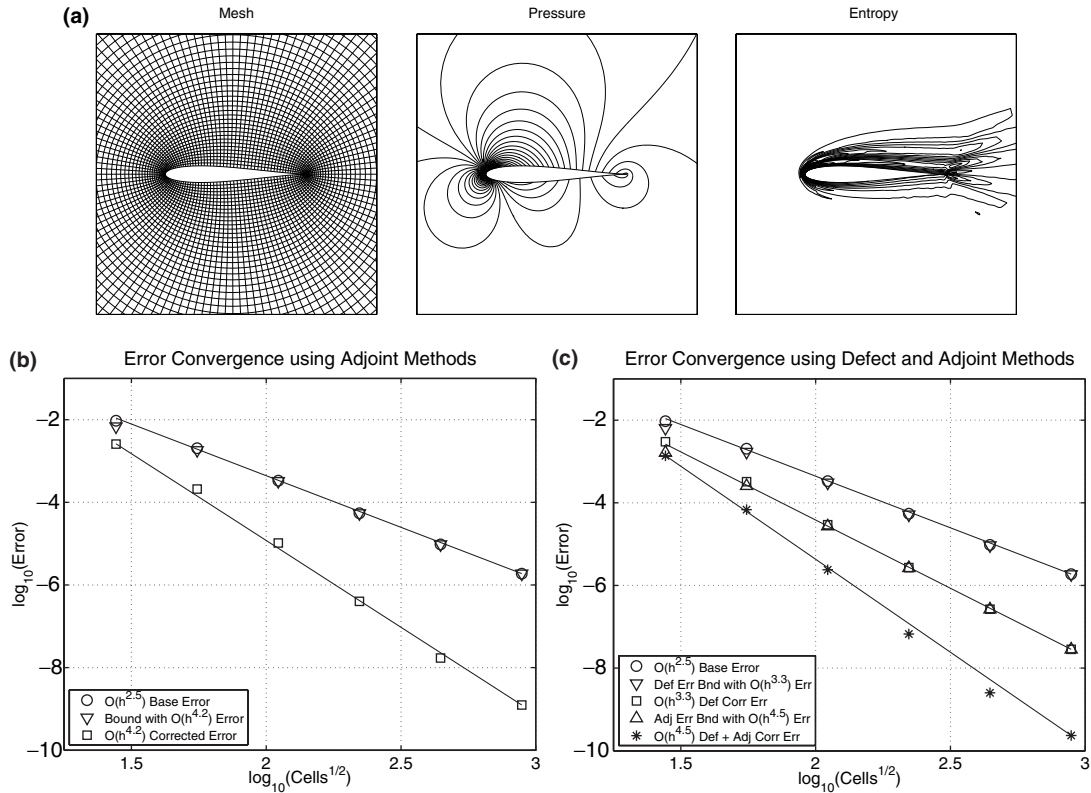 (a)
Mesh
Pressure
Entropy
(b)
Error Convergence using Adjoint Methods
log10(Error)
−2
−4
−6
−8
−10
O(h^2.5) Base Error
Bound with O(h^4.2) Error
O(h^4.2) Corrected Error
1.5
2
2.5
3
log10(Cells^1/2)
(c)
Error Convergence using Defect and Adjoint Methods
log10(Error)
−2
−4
−6
−8
−10
O(h^2.5) Base Error
Def Err Bnd with O(h^3.3) Err
O(h^3.3) Def Corr Err
Adj Err Bnd with O(h^4.5) Err
O(h^4.5) Def + Adj Corr Err
1.5
2
2.5
3
log10(Cells^1/2)